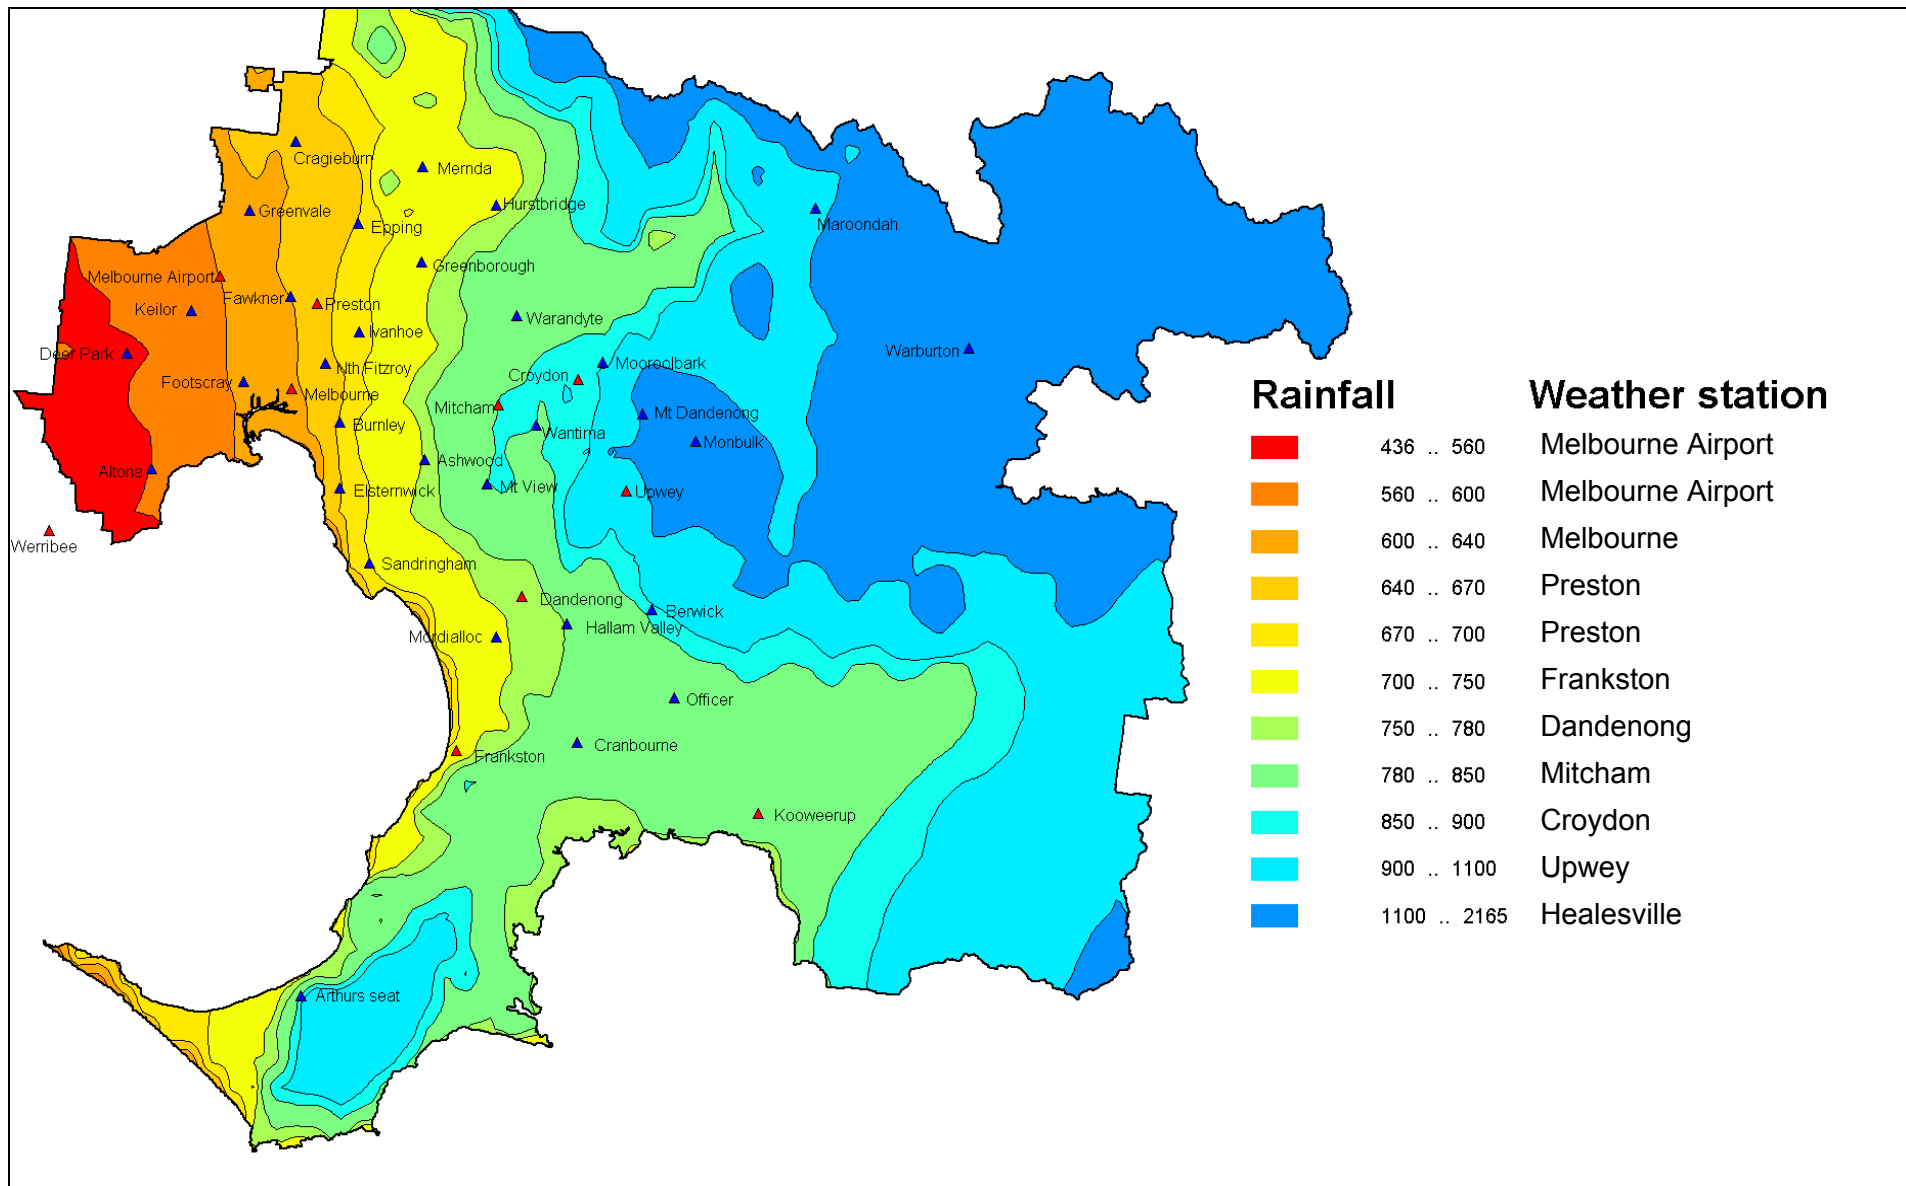 Cragieburn
Mernda
Hurstbridge
Greenvale
Epping
Maroondah
Greenborough
Melbourne Airport
Fawkner
Preston
Keilor
Warandyte
Ivanhoe
Deer Park
Warburton
Nth Fitzroy
Mooroolbark
Croydon
Footscray
Melbourne
Mitcham
Mt Dandenong
Burnley
Wantirna
Monbulk
Ashwood
Altona
Mt View
Elsternwick
Upwey
Werribee
Sandringham
Dandenong
Berwick
Hallam Valley
Mordialloc
Officer
Cranbourne
Frankston
Kooweerup
Arthurs seat
Rainfall Weather station
436 .. 560 Melbourne Airport
560 .. 600 Melbourne Airport
600 .. 640 Melbourne
640 .. 670 Preston
670 .. 700 Preston
700 .. 750 Frankston
750 .. 780 Dandenong
780 .. 850 Mitcham
850 .. 900 Croydon
900 .. 1100 Upwey
1100 .. 2165 Healesville